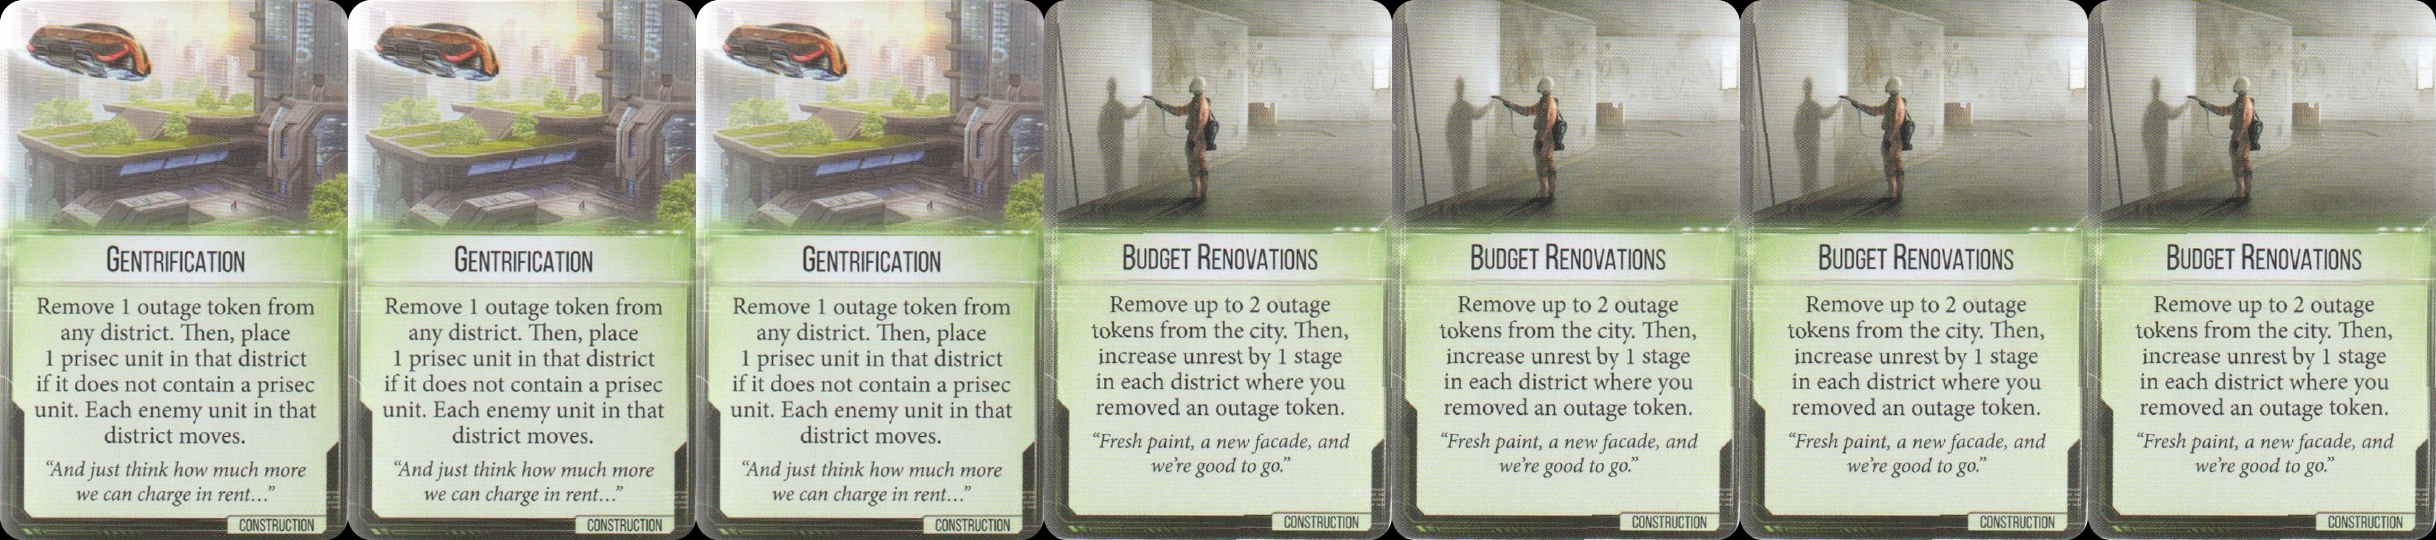 Gentrification
Remove 1 outage token from
any district. Then, place
1 prisec unit in that district
if it does not contain a prisec
unit. Each enemy unit in that
district moves.
“And just think how much more
we can charge in rent…”
CONSTRUCTION
Gentrification
Remove 1 outage token from
any district. Then, place
1 prisec unit in that district
if it does not contain a prisec
unit. Each enemy unit in that
district moves.
“And just think how much more
we can charge in rent…”
CONSTRUCTION
Gentrification
Remove 1 outage token from
any district. Then, place
1 prisec unit in that district
if it does not contain a prisec
unit. Each enemy unit in that
district moves.
“And just think how much more
we can charge in rent…”
CONSTRUCTION
Budget Renovations
Remove up to 2 outage
tokens from the city. Then,
increase unrest by 1 stage
in each district where you
removed an outage token.
“Fresh paint, a new facade, and
we’re good to go.”
CONSTRUCTION
Budget Renovations
Remove up to 2 outage
tokens from the city. Then,
increase unrest by 1 stage
in each district where you
removed an outage token.
“Fresh paint, a new facade, and
we’re good to go.”
CONSTRUCTION
Budget Renovations
Remove up to 2 outage
tokens from the city. Then,
increase unrest by 1 stage
in each district where you
removed an outage token.
“Fresh paint, a new facade, and
we’re good to go.”
CONSTRUCTION
Budget Renovations
Remove up to 2 outage
tokens from the city. Then,
increase unrest by 1 stage
in each district where you
removed an outage token.
“Fresh paint, a new facade, and
we’re good to go.”
CONSTRUCTION